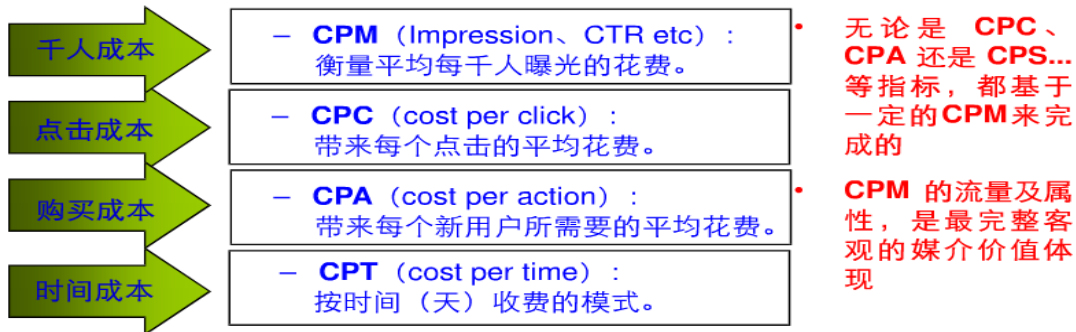 千人成本
– CPM（Impression、CTR etc）:
衡量平均每千人曝光的花费。
点击成本
– CPC（cost per click）:
带来每个点击的平均花费。
购买成本
– CPA（cost per action）:
带来每个新用户所需要的平均花费。
时间成本
– CPT（cost per time）:
按时间（天）收费的模式。
• 无论是 CPC、
CPA 还是 CPS...
等指标，都基于
一定的CPM来完
成的
• CPM 的流量及属
性，是最完整客
观的媒介价值体
现